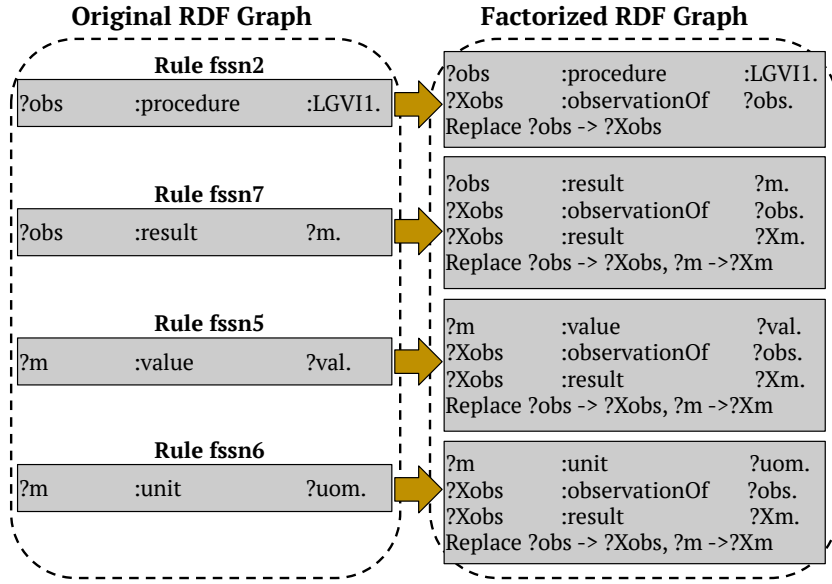 Original RDF Graph
Factorized RDF Graph
Rule fssn2
?obs :procedure :LGVI1.
?obs :procedure :LGVI1.
?Xobs :observationOf ?obs.
Replace ?obs -> ?Xobs
Rule fssn7
?obs :result ?m.
?obs :result ?m.
?Xobs :observationOf ?obs.
?Xobs :result ?Xm.
Replace ?obs -> ?Xobs, ?m ->?Xm
Rule fssn5
?m :value ?val.
?m :value ?val.
?Xobs :observationOf ?obs.
?Xobs :result ?Xm.
Replace ?obs -> ?Xobs, ?m ->?Xm
Rule fssn6
?m :unit ?uom.
?m :unit ?uom.
?Xobs :observationOf ?obs.
?Xobs :result ?Xm.
Replace ?obs -> ?Xobs, ?m ->?Xm